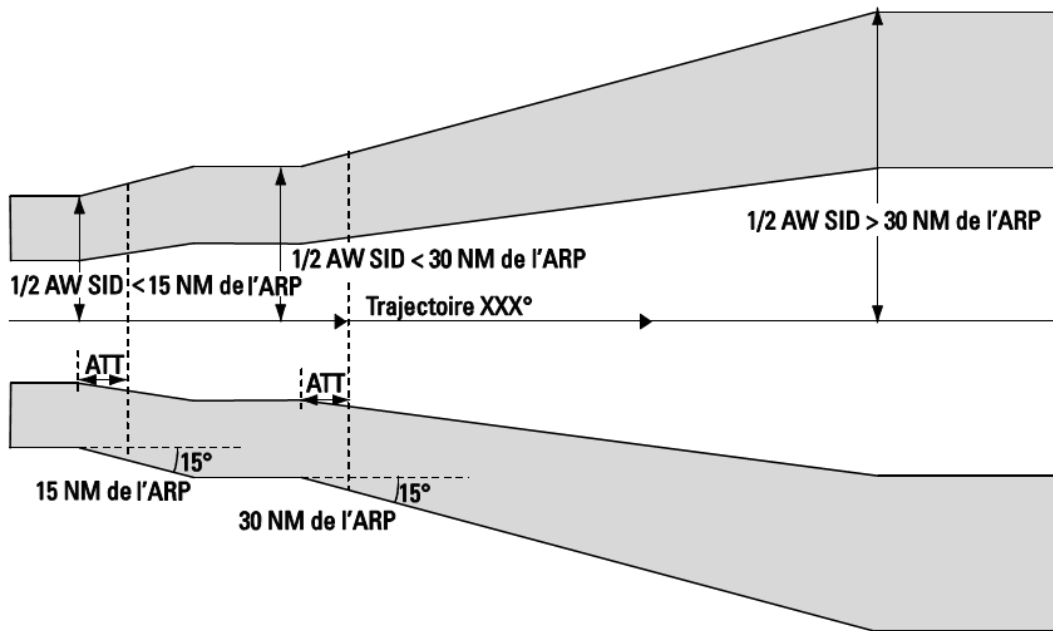 1/2 AW SID < 15 NM de l'ARP
1/2 AW SID < 30 NM de l'ARP
1/2 AW SID > 30 NM de l'ARP
Trajectoire XXX°
ATT
ATT
15°
15 NM de l'ARP
15°
30 NM de l'ARP